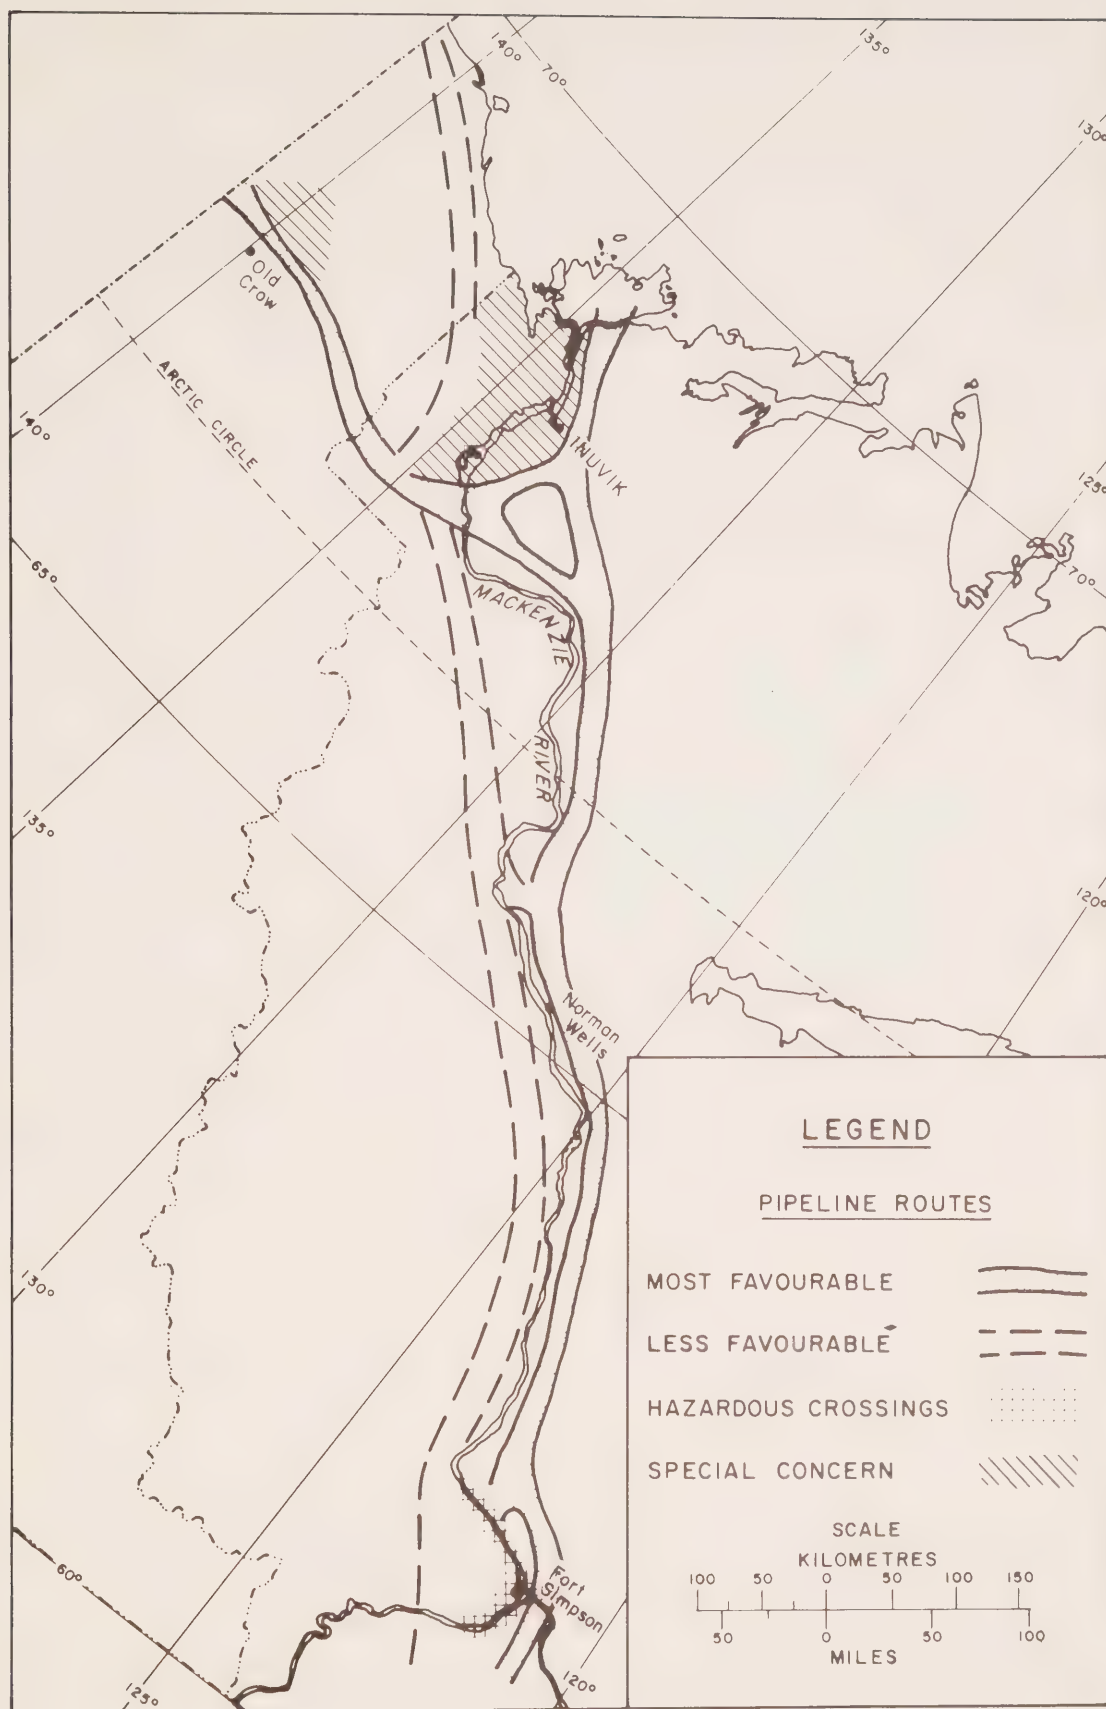 140°
70°
135°
130°
Old
Crow
ARCTIC CIRCLE
140°
INUVIK
125°
65°
70°
MACKENZIE
RIVER
135°
120°
Norman
Wells
130°
60°
Fort
Simpson
125°
120°
LEGEND
PIPELINE ROUTES
MOST FAVOURABLE
LESS FAVOURABLE
HAZARDOUS CROSSINGS
SPECIAL CONCERN
SCALE
KILOMETRES
100 50 0 50 100 150
50 0 50 100
MILES